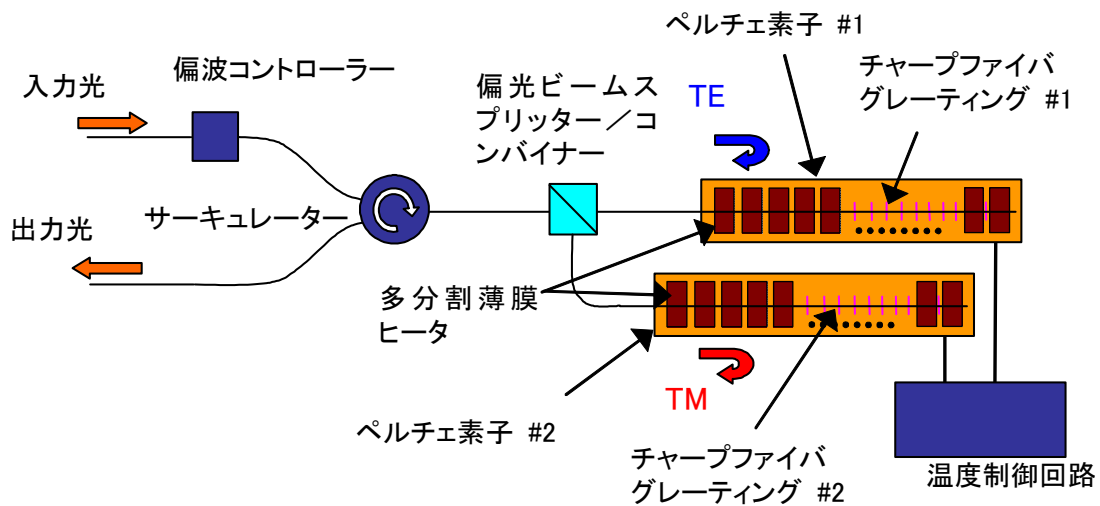 ペルチェ素子 #1
偏波コントローラー
入力光
偏光ビームス
プリッター／コ
ンバイナー
TE
チャープファイバ
グレーティング #1
サーキュレーター
出力光
多分割薄膜
ヒータ
TM
ペルチェ素子 #2
チャープファイバ
グレーティング #2
温度制御回路